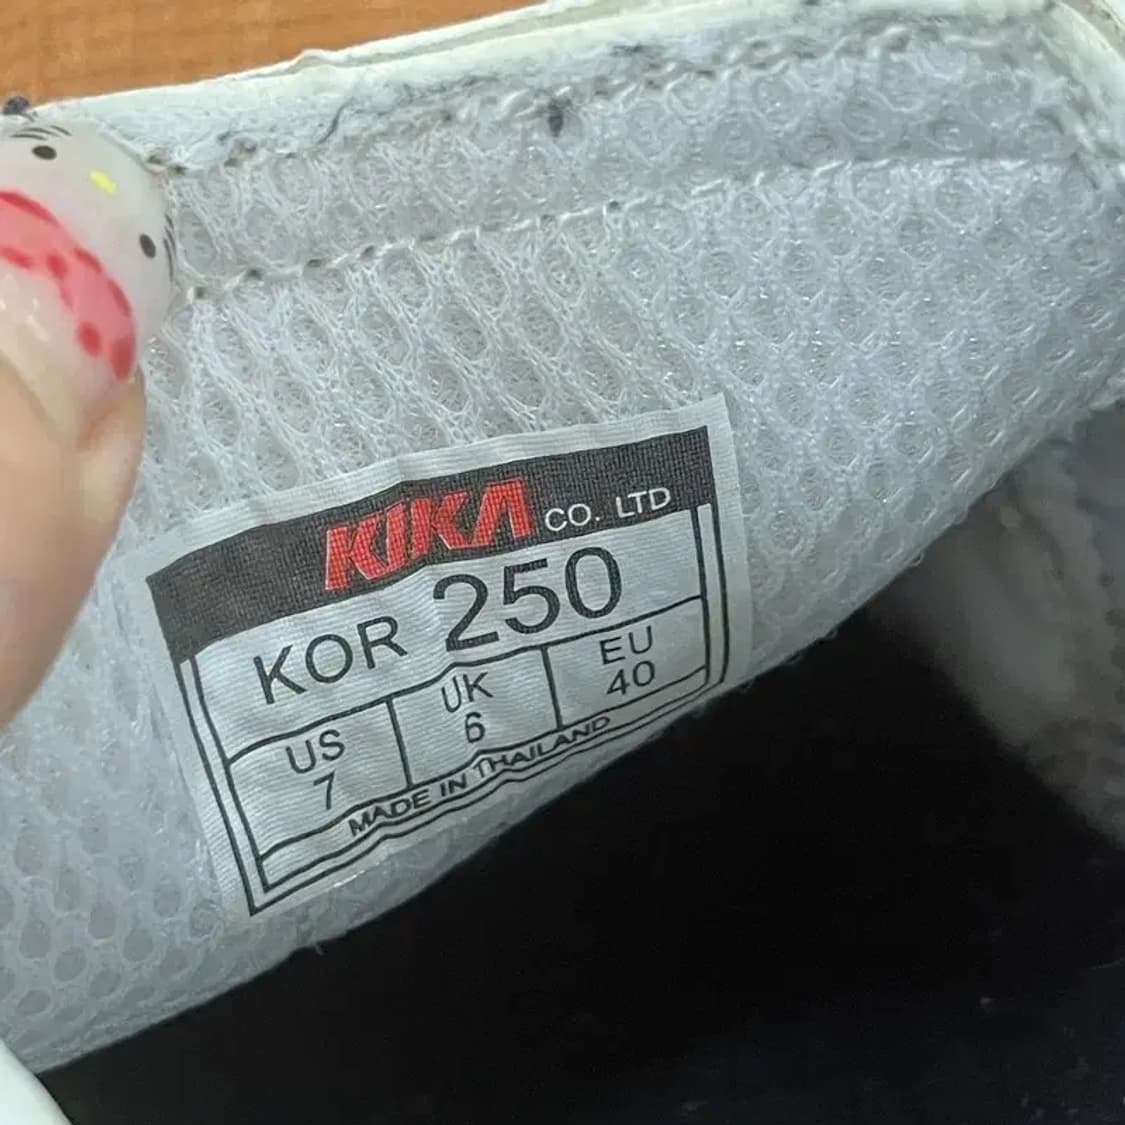 KIKA CO. LTD
KOR 250
US UK EU
7 6 40
MADE IN THAILAND